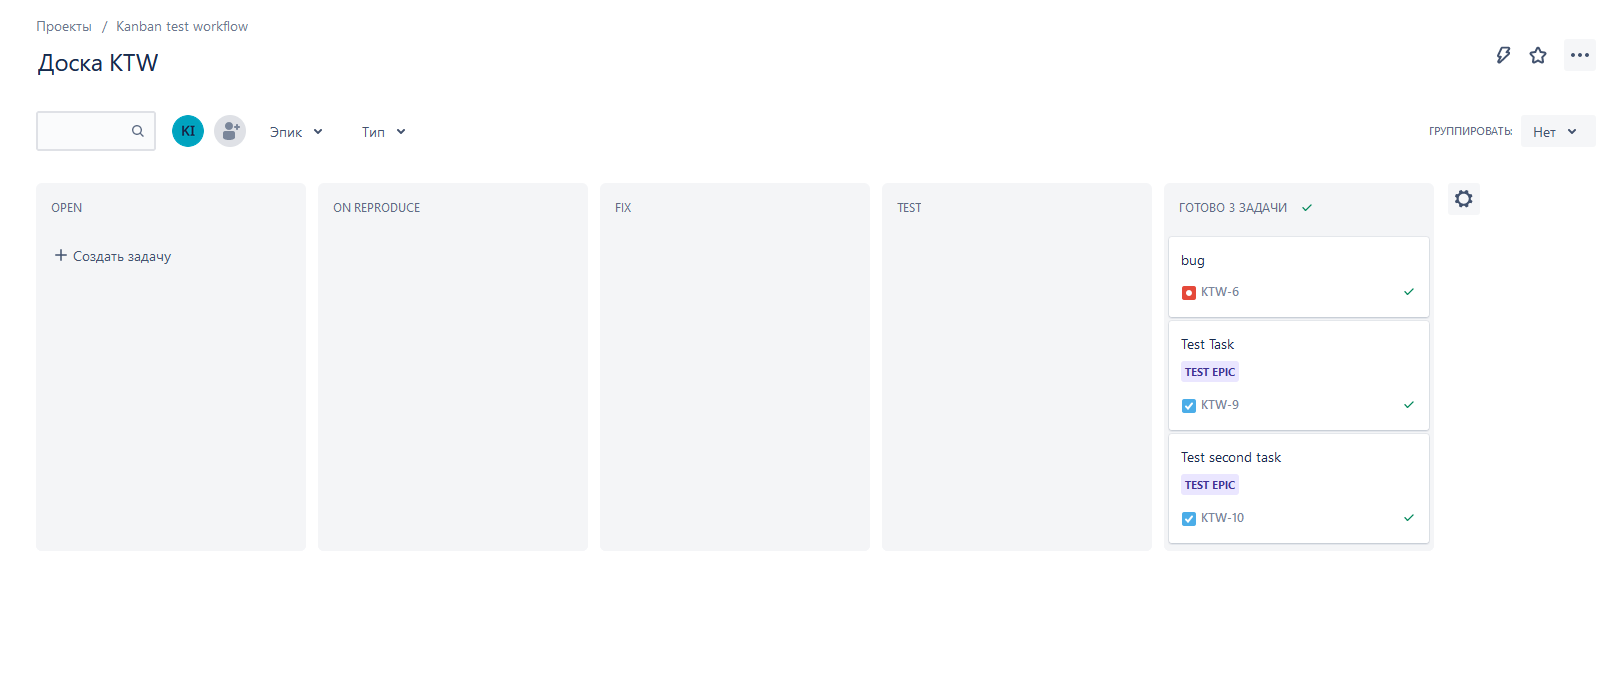 Проекты / Kanban test workflow
Доска KTW
KI
Эпик
Тип
ГРУППИРОВАТЬ:
Нет
OPEN
+ Создать задачу
ON REPRODUCE
FIX
TEST
ГОТОВО 3 ЗАДАЧИ
bug
KTW-6
Test Task
TEST EPIC
KTW-9
Test second task
TEST EPIC
KTW-10